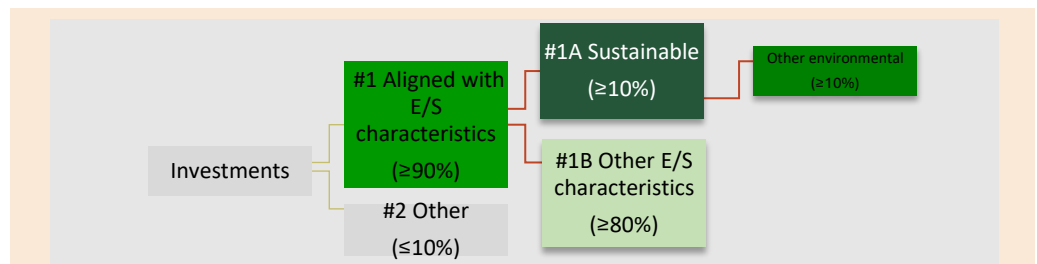 Investments
#1 Aligned with
E/S
characteristics
(≥90%)
#2 Other
(≤10%)
#1A Sustainable
(≥10%)
#1B Other E/S
characteristics
(≥80%)
Other environmental
(≥10%)